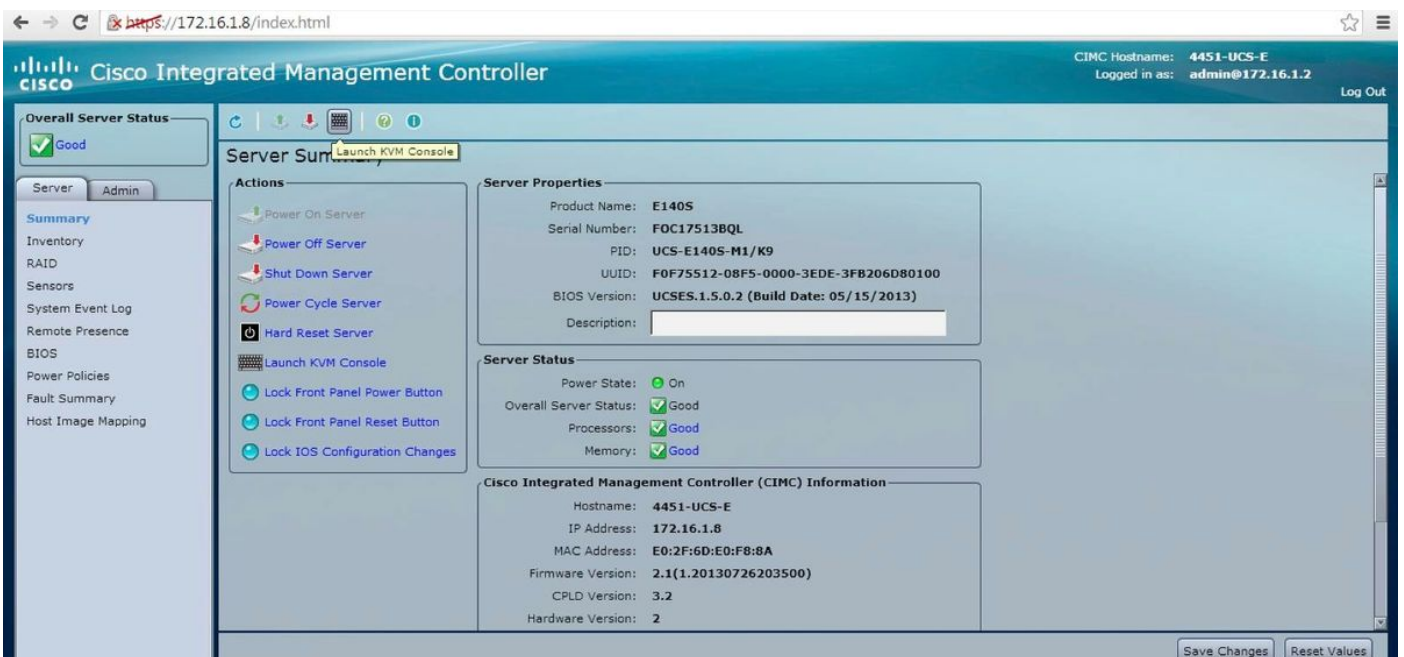 https://172.16.1.8/index.html
CISCO
Cisco Integrated Management Controller
CIMC Hostname: 4451-UCS-E
Logged in as: admin@172.16.1.2
Log Out
Overall Server Status
Good
Server Admin
Summary
Inventory
RAID
Sensors
System Event Log
Remote Presence
BIOS
Power Policies
Fault Summary
Host Image Mapping
Launch KVM Console
Server Summary
Actions
Power On Server
Power Off Server
Shut Down Server
Power Cycle Server
Hard Reset Server
Launch KVM Console
Lock Front Panel Power Button
Lock Front Panel Reset Button
Lock IOS Configuration Changes
Server Properties
Product Name: E140S
Serial Number: FOC17513BQL
PID: UCS-E140S-M1/K9
UUID: F0F75512-08F5-0000-3EDE-3FB206D80100
BIOS Version: UCSES.1.5.0.2 (Build Date: 05/15/2013)
Description:
Server Status
Power State: On
Overall Server Status: Good
Processors: Good
Memory: Good
Cisco Integrated Management Controller (CIMC) Information
Hostname: 4451-UCS-E
IP Address: 172.16.1.8
MAC Address: E0:2F:6D:E0:F8:8A
Firmware Version: 2.1(1.20130726203500)
CPLD Version: 3.2
Hardware Version: 2
Save Changes Reset Values